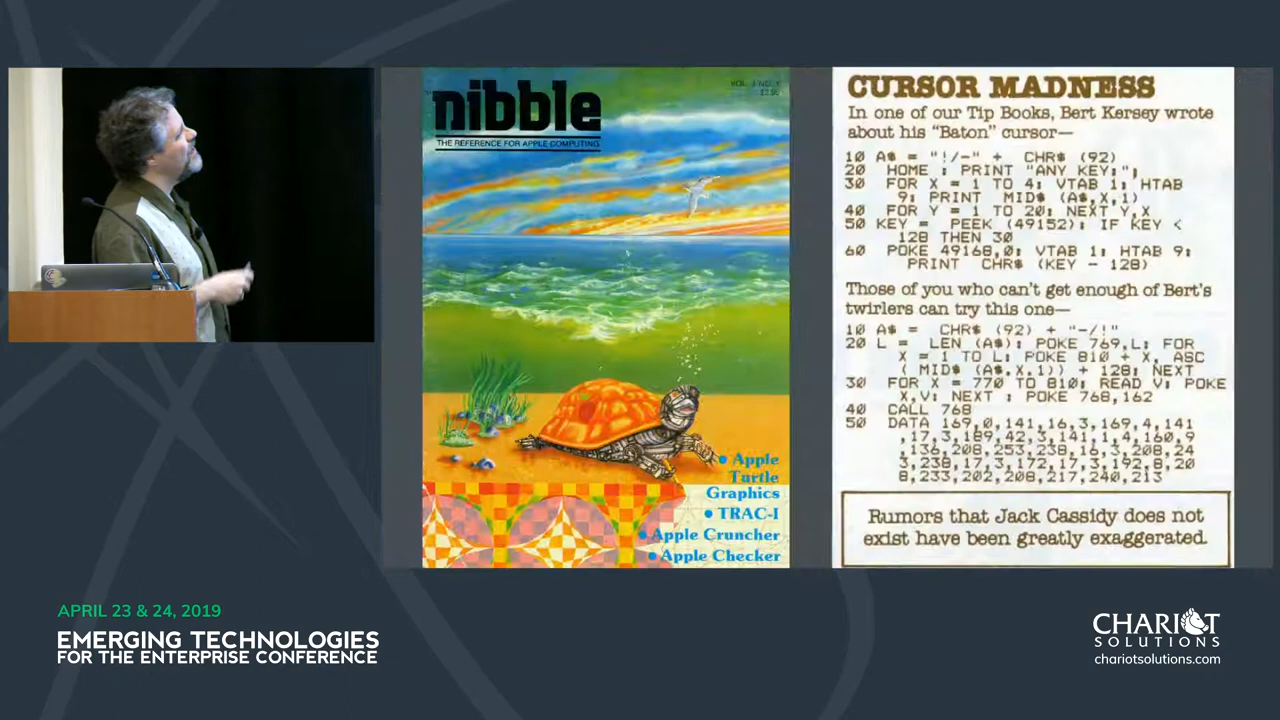 nibble
THE REFERENCE FOR APPLE COMPUTING
• Apple
Turtle
Graphics
• TRAC-I
• Apple Cruncher
• Apple Checker
CURSOR MADNESS
In one of our Tip Books, Bert Kersey wrote
about his "Baton" cursor—
10 A$ = "!/-" + CHR$ (92)
20 HOME : PRINT "ANY KEY:";
30 FOR X = 1 TO 4: VTAB 1: HTAB
9: PRINT MID$ (A$,X,1)
40 FOR Y = 1 TO 20: NEXT Y,X
50 KEY = PEEK (49152): IF KEY <
128 THEN 30
60 POKE 49168,0: VTAB 1: HTAB 9:
PRINT CHR$ (KEY - 128)
Those of you who can't get enough of Bert's
twirlers can try this one—
10 A$ = CHR$ (92) + "-/!"
20 L = LEN (A$): POKE 769,L: FOR
X = 1 TO L: POKE 810 + X, ASC
( MID$ (A$,X,1)) + 128: NEXT
30 FOR X = 770 TO 810: READ V: POKE
X,V: NEXT : POKE 768,162
40 CALL 768
50 DATA 169,0,141,16,3,169,4,141
,17,3,189,42,3,141,1,4,160,9
,136,208,253,238,16,3,208,24
3,238,17,3,172,17,3,192,8,20
8,233,202,208,217,240,213
Rumors that Jack Cassidy does not
exist have been greatly exaggerated.
APRIL 23 & 24, 2019
EMERGING TECHNOLOGIES
FOR THE ENTERPRISE CONFERENCE
CHARIOT
SOLUTIONS
chariotsolutions.com